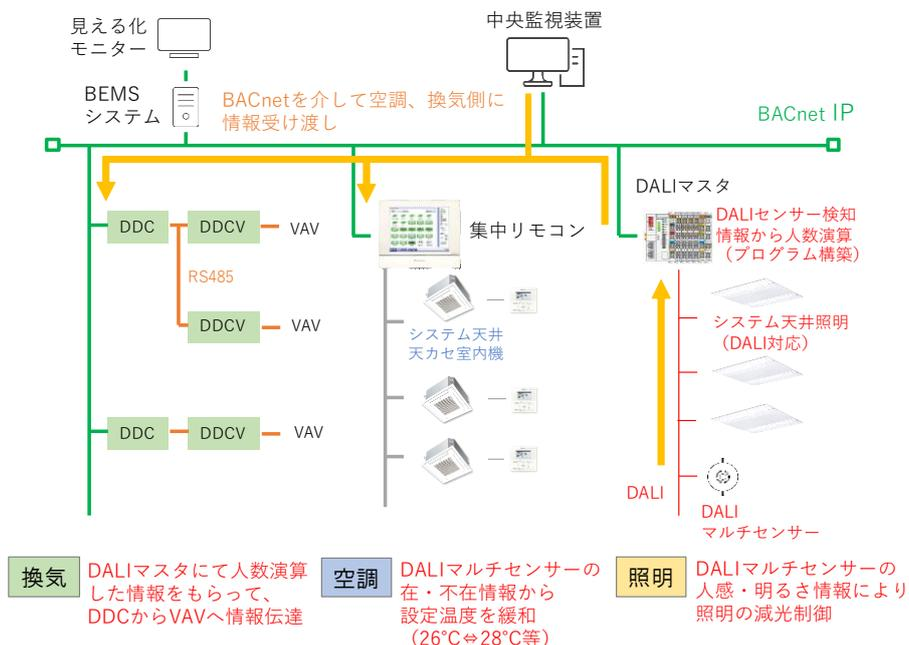 見える化
モニター
中央監視装置
BEMS
システム
BACnetを介して空調、換気側に
情報受け渡し
BACnet IP
DALIマスタ
DDC
DDCV
VAV
集中リモコン
DALIセンサー検知
情報から人数演算
（プログラム構築）
RS485
DDCV
VAV
システム天井
天カセ室内機
システム天井照明
（DALI対応）
DDC
DDCV
VAV
DALI
DALI
マルチセンサー
換気
DALIマスタにて人数演算
した情報をもらって、
DDCからVAVへ情報伝達
空調
DALIマルチセンサーの
在・不在情報から
設定温度を緩和
（26℃⇔28℃等）
照明
DALIマルチセンサーの
人感・明るさ情報により
照明の減光制御